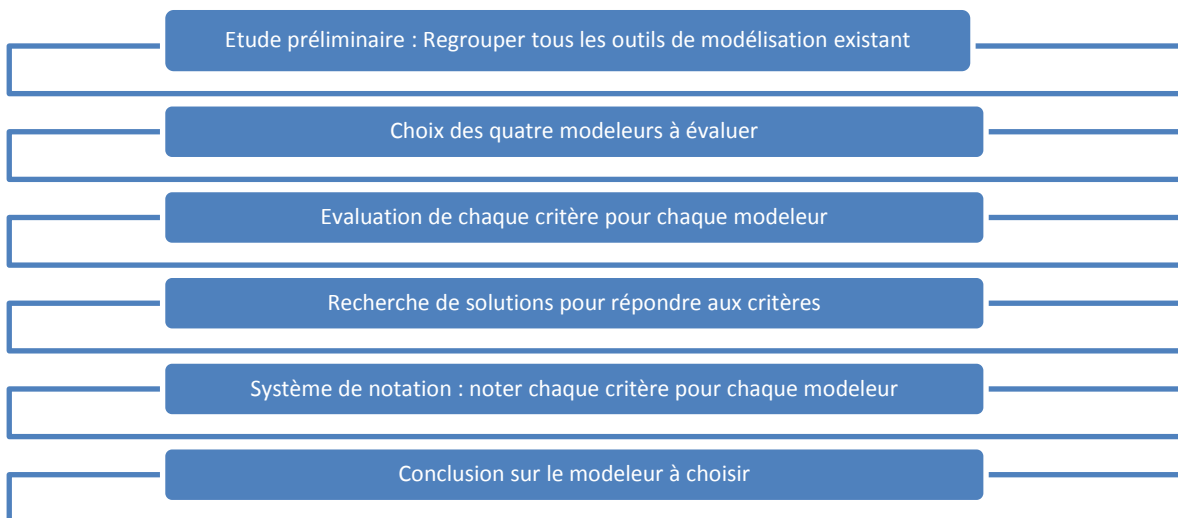 Etude préliminaire : Regrouper tous les outils de modélisation existant
Choix des quatre modeleurs à évaluer
Evaluation de chaque critère pour chaque modeleur
Recherche de solutions pour répondre aux critères
Système de notation : noter chaque critère pour chaque modeleur
Conclusion sur le modeleur à choisir